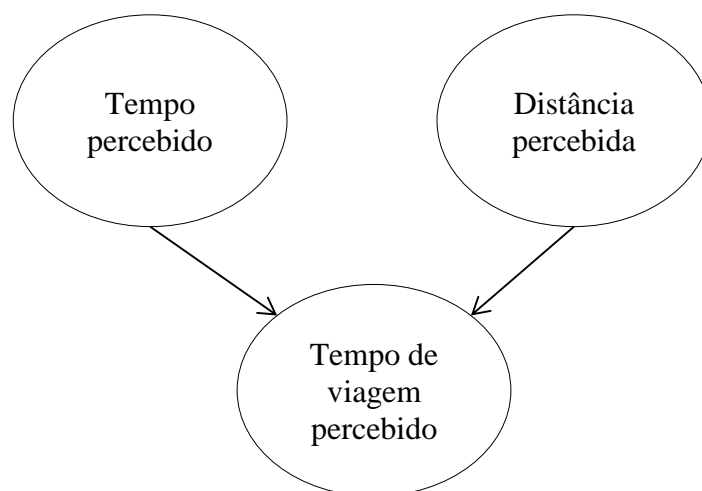 Tempo
percebido
Distância
percebida
Tempo de
viagem
percebido